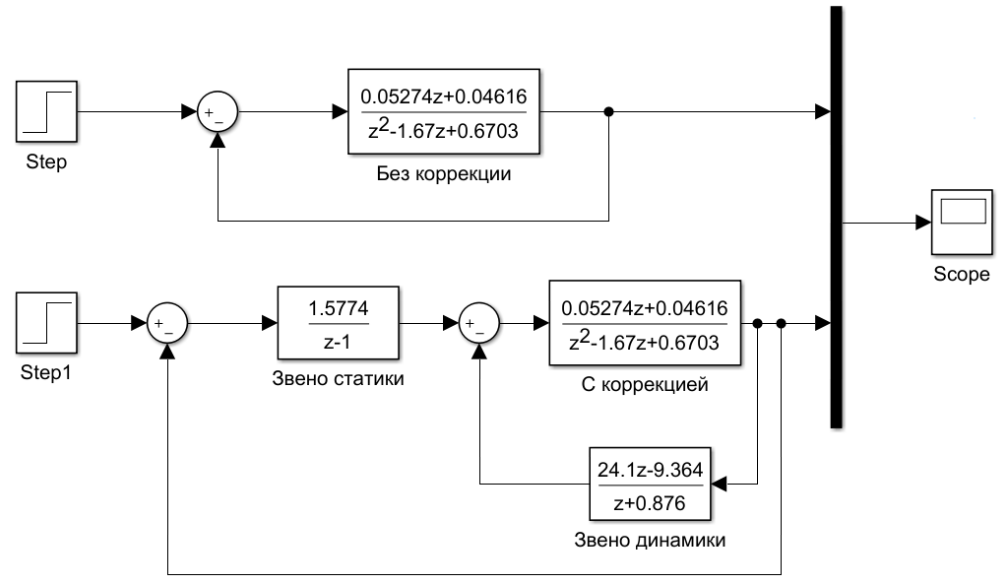 Step
+
−
0.05274z+0.04616
z²-1.67z+0.6703
Без коррекции
Scope
Step1
+
−
1.5774
z-1
Звено статики
+
−
0.05274z+0.04616
z²-1.67z+0.6703
С коррекцией
24.1z-9.364
z+0.876
Звено динамики